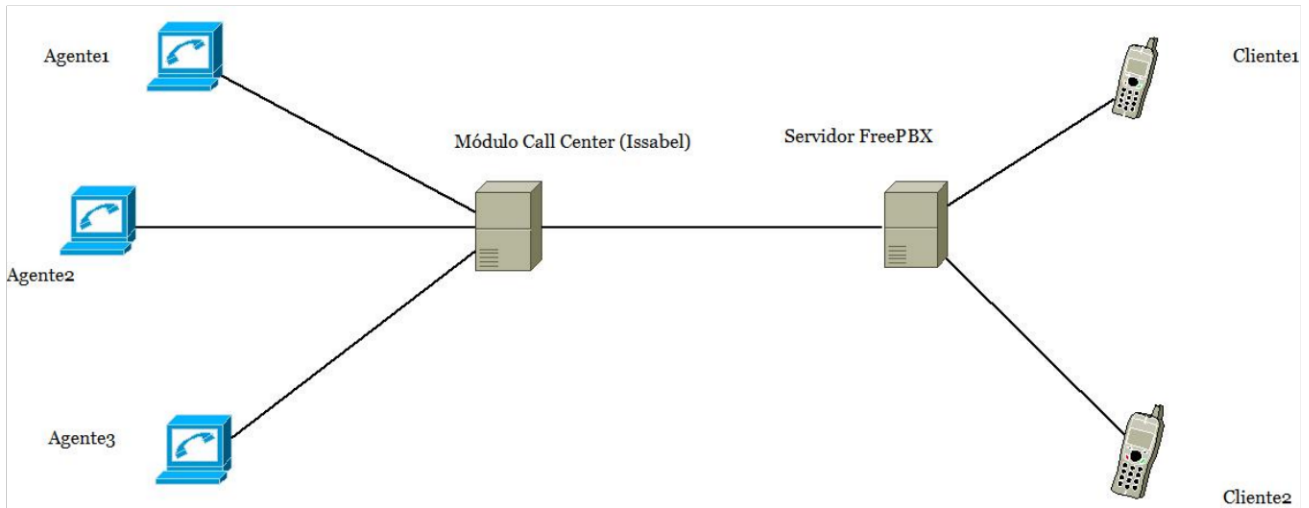 Agente1
Cliente1
Módulo Call Center (Issabel)
Servidor FreePBX
Agente2
Agente3
Cliente2